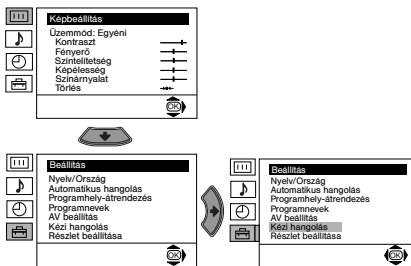 Képbeállítás
Üzemmód: Egyéni
Kontraszt
Fényerő
Színtelítetség
Képélesség
Színárnyalat
Törlés
OK
Beállítás
Nyelv/Ország
Automatikus hangolás
Programhely-átrendezés
Programnevek
AV beállítás
Kézi hangolás
Részlet beállítása
OK
Beállítás
Nyelv/Ország
Automatikus hangolás
Programhely-átrendezés
Programnevek
AV beállítás
Kézi hangolás
Részlet beállítása
OK